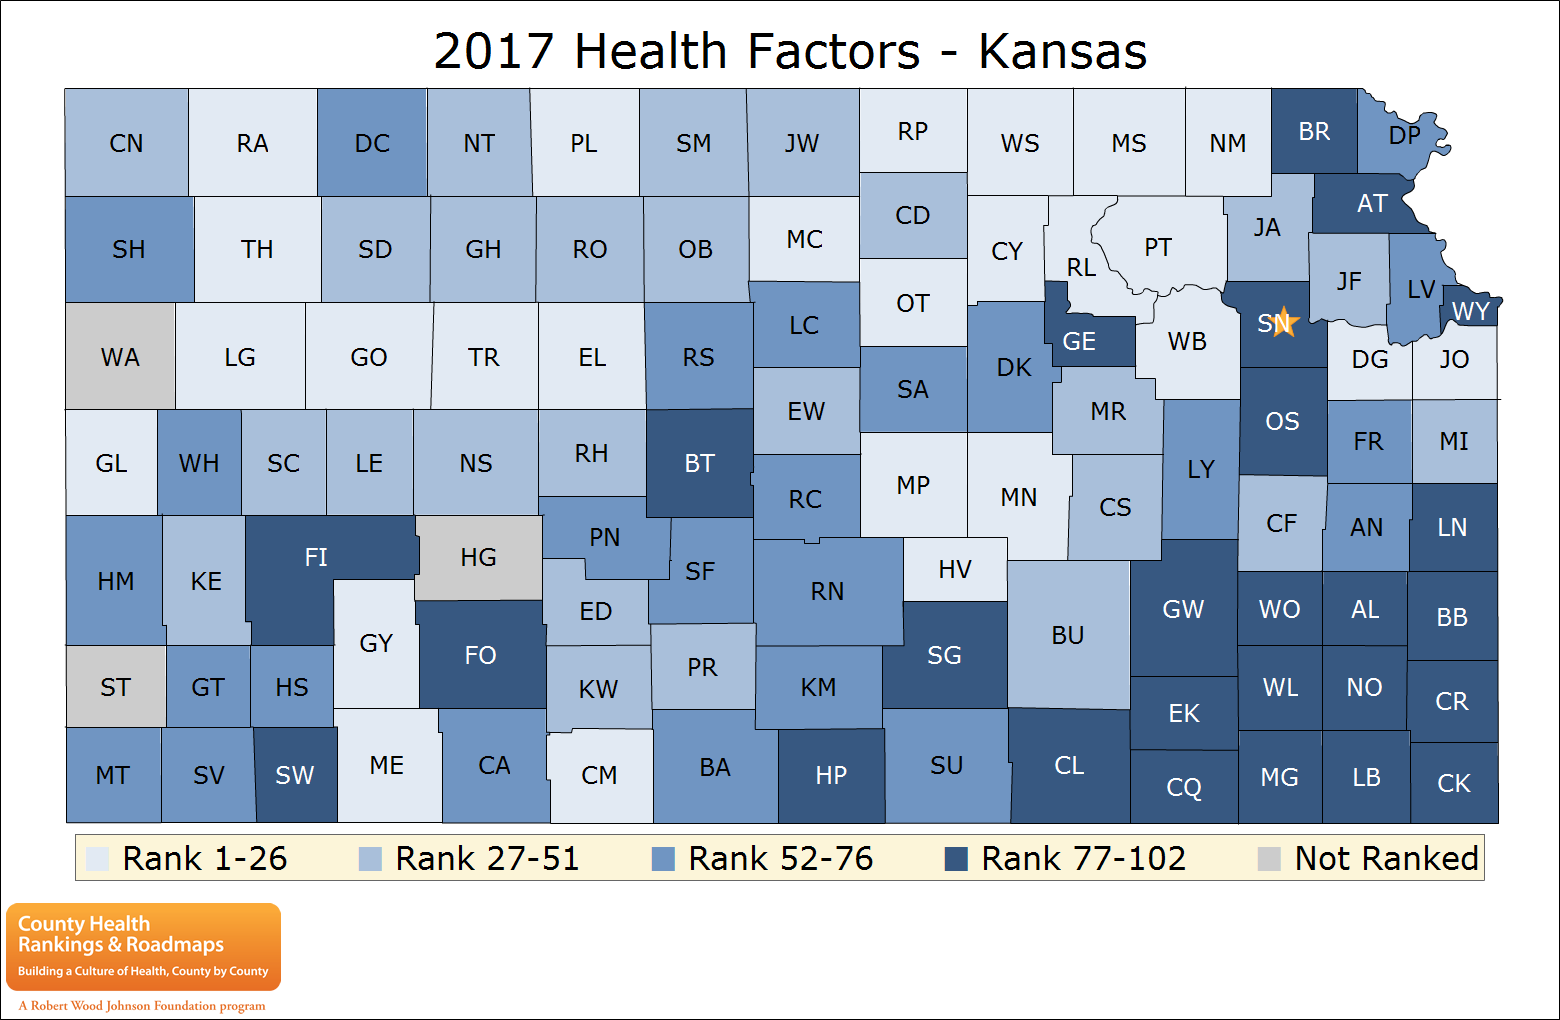 2017 Health Factors - Kansas
CN RA DC NT PL SM JW RP WS MS NM BR DP
SH TH SD GH RO OB MC CD CY RL PT JA AT
WA LG GO TR EL RS LC OT DK GE WB SN JF LV WY
SA EW MR DG JO
GL WH SC LE NS RH BT RC MP MN CS LY OS FR MI
HM KE FI HG PN SF RN HV CF AN LN
GY ED BU GW WO AL BB
ST GT HS FO KW PR KM SG EK WL NO CR
MT SV SW ME CA CM BA HP SU CL CQ MG LB CK
Rank 1-26 Rank 27-51 Rank 52-76 Rank 77-102 Not Ranked
County Health
Rankings & Roadmaps
Building a Culture of Health, County by County
A Robert Wood Johnson Foundation program